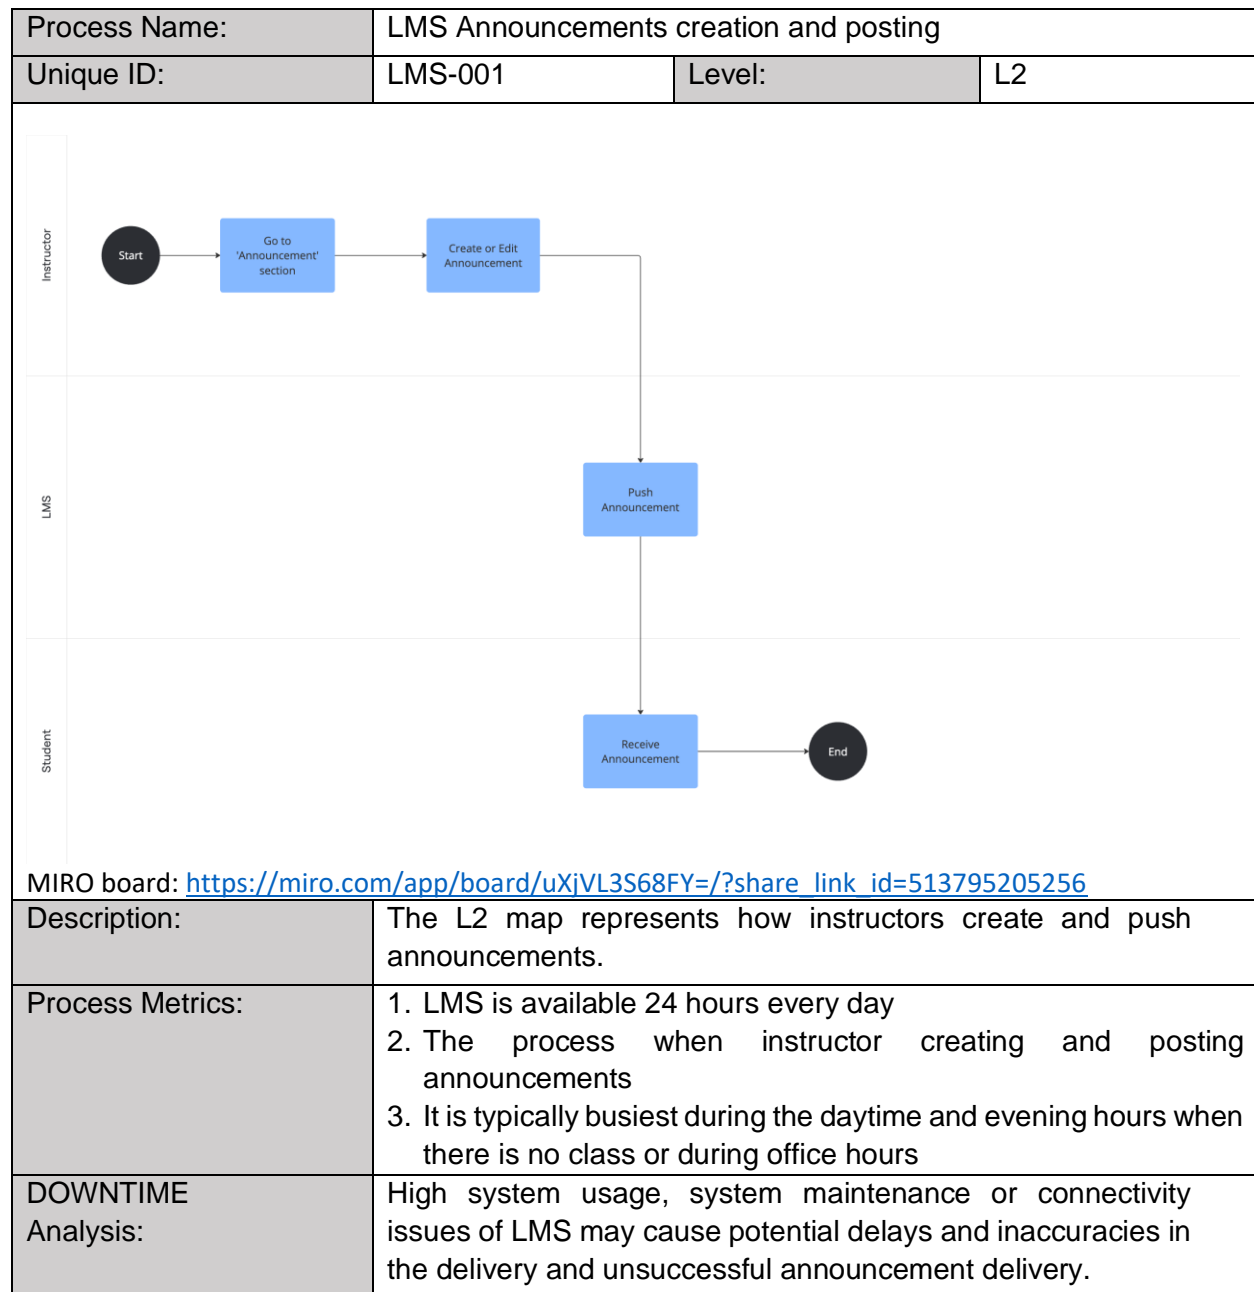 Process Name: LMS Announcements creation and posting
Unique ID: LMS-001 Level: L2
Instructor
Start
Go to
'Announcement'
section
Create or Edit
Announcement
LMS
Push
Announcement
Student
Receive
Announcement
End
MIRO board: https://miro.com/app/board/uXjVL3S68FY=/?share_link_id=513795205256
Description: The L2 map represents how instructors create and push
announcements.
Process Metrics: 1. LMS is available 24 hours every day
2. The process when instructor creating and posting
announcements
3. It is typically busiest during the daytime and evening hours when
there is no class or during office hours
DOWNTIME High system usage, system maintenance or connectivity
Analysis: issues of LMS may cause potential delays and inaccuracies in
the delivery and unsuccessful announcement delivery.